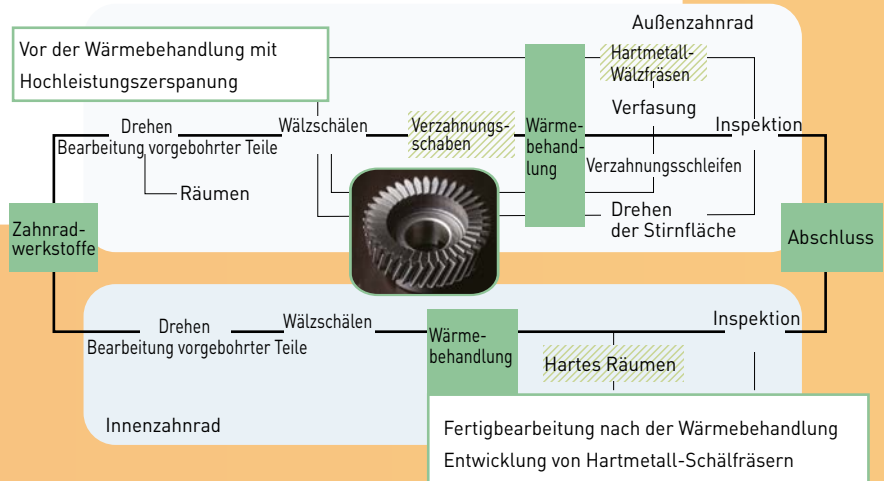 Außenzahnrad
Vor der Wärmebehandlung mit
Hochleistungszerspanung
Hartmetall-
Wälzfräsen
Verfasung
Drehen
Bearbeitung vorgebohrter Teile
Wälzschälen
Verzahnungs-
schaben
Wärme-
behand-
lung
Inspektion
Verzahnungsschleifen
Räumen
Drehen
der Stirnfläche
Zahnrad-
werkstoffe
Abschluss
Drehen
Bearbeitung vorgebohrter Teile
Wälzschälen
Wärme-
behandlung
Inspektion
Hartes Räumen
Innenzahnrad
Fertigbearbeitung nach der Wärmebehandlung
Entwicklung von Hartmetall-Schälfräsern